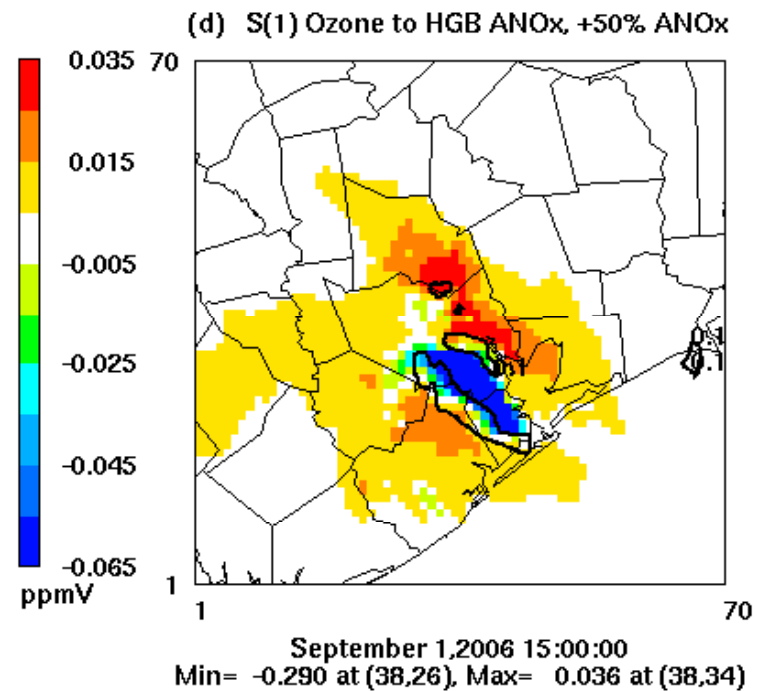 (d) S(1) Ozone to HGB ANOx, +50% ANOx
0.035
0.015
-0.005
-0.025
-0.045
-0.065
ppmV
70
1
1
70
September 1,2006 15:00:00
Min= -0.290 at (38,26), Max= 0.036 at (38,34)